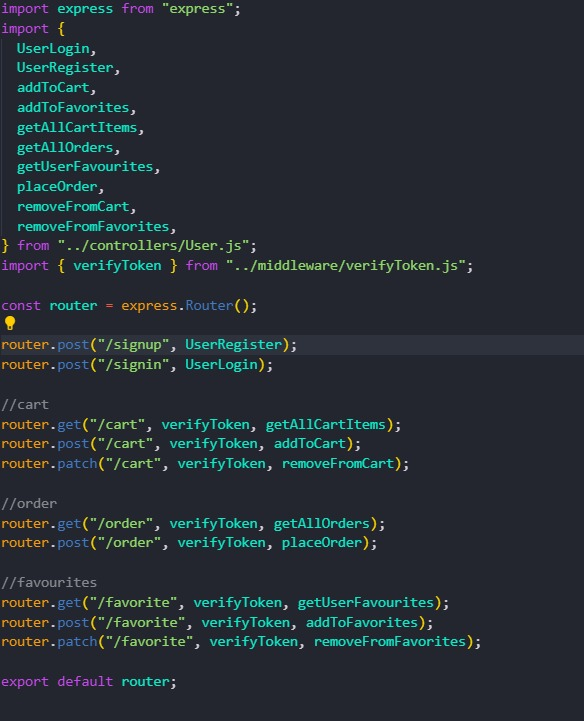 import express from "express";
import {
  UserLogin,
  UserRegister,
  addToCart,
  addToFavorites,
  getAllCartItems,
  getAllOrders,
  getUserFavourites,
  placeOrder,
  removeFromCart,
  removeFromFavorites,
} from "../controllers/User.js";
import { verifyToken } from "../middleware/verifyToken.js";

const router = express.Router();

router.post("/signup", UserRegister);
router.post("/signin", UserLogin);

//cart
router.get("/cart", verifyToken, getAllCartItems);
router.post("/cart", verifyToken, addToCart);
router.patch("/cart", verifyToken, removeFromCart);

//order
router.get("/order", verifyToken, getAllOrders);
router.post("/order", verifyToken, placeOrder);

//favourites
router.get("/favorite", verifyToken, getUserFavourites);
router.post("/favorite", verifyToken, addToFavorites);
router.patch("/favorite", verifyToken, removeFromFavorites);

export default router;